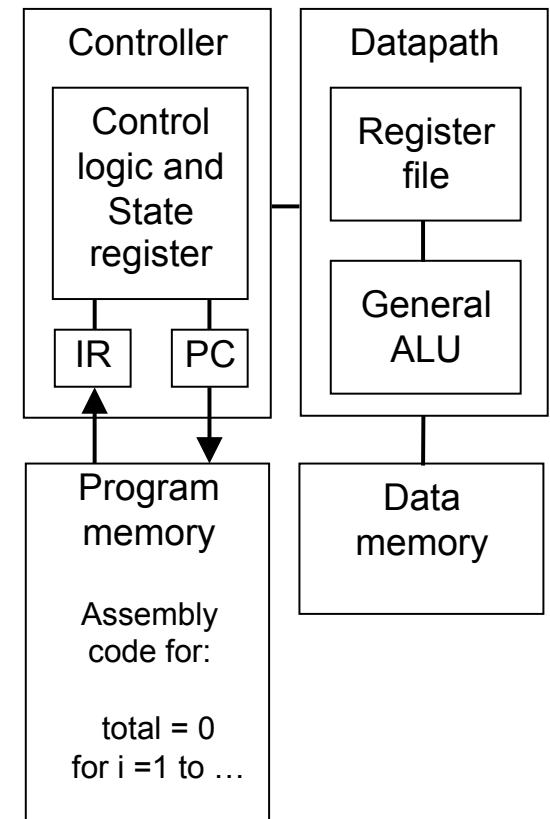 Controller
Control
logic and
State
register
IR
PC
Datapath
Register
file
General
ALU
Program
memory
Assembly
code for:
total = 0
for i =1 to …
Data
memory